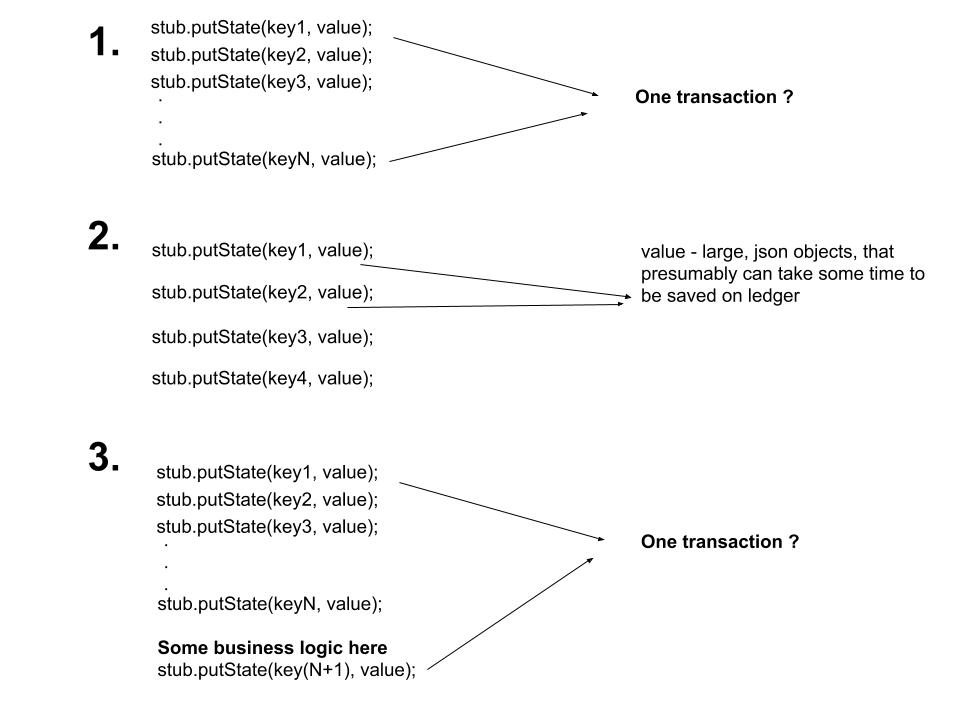 1.
stub.putState(key1, value);
stub.putState(key2, value);
stub.putState(key3, value);
.
.
.
stub.putState(keyN, value);
One transaction ?
2.
stub.putState(key1, value);
stub.putState(key2, value);
stub.putState(key3, value);
stub.putState(key4, value);
value - large, json objects, that
presumably can take some time to
be saved on ledger
3.
stub.putState(key1, value);
stub.putState(key2, value);
stub.putState(key3, value);
.
.
.
stub.putState(keyN, value);
Some business logic here
stub.putState(key(N+1), value);
One transaction ?